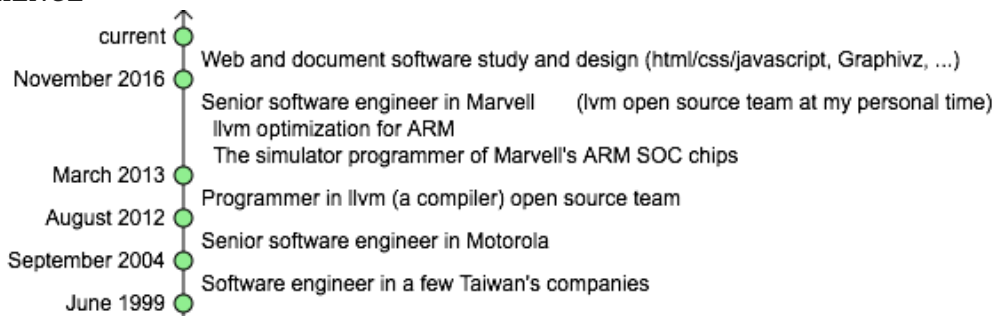 current
Web and document software study and design (html/css/javascript, Graphivz, ...)
November 2016
Senior software engineer in Marvell (lvm open source team at my personal time)
llvm optimization for ARM
The simulator programmer of Marvell's ARM SOC chips
March 2013
Programmer in llvm (a compiler) open source team
August 2012
Senior software engineer in Motorola
September 2004
Software engineer in a few Taiwan's companies
June 1999